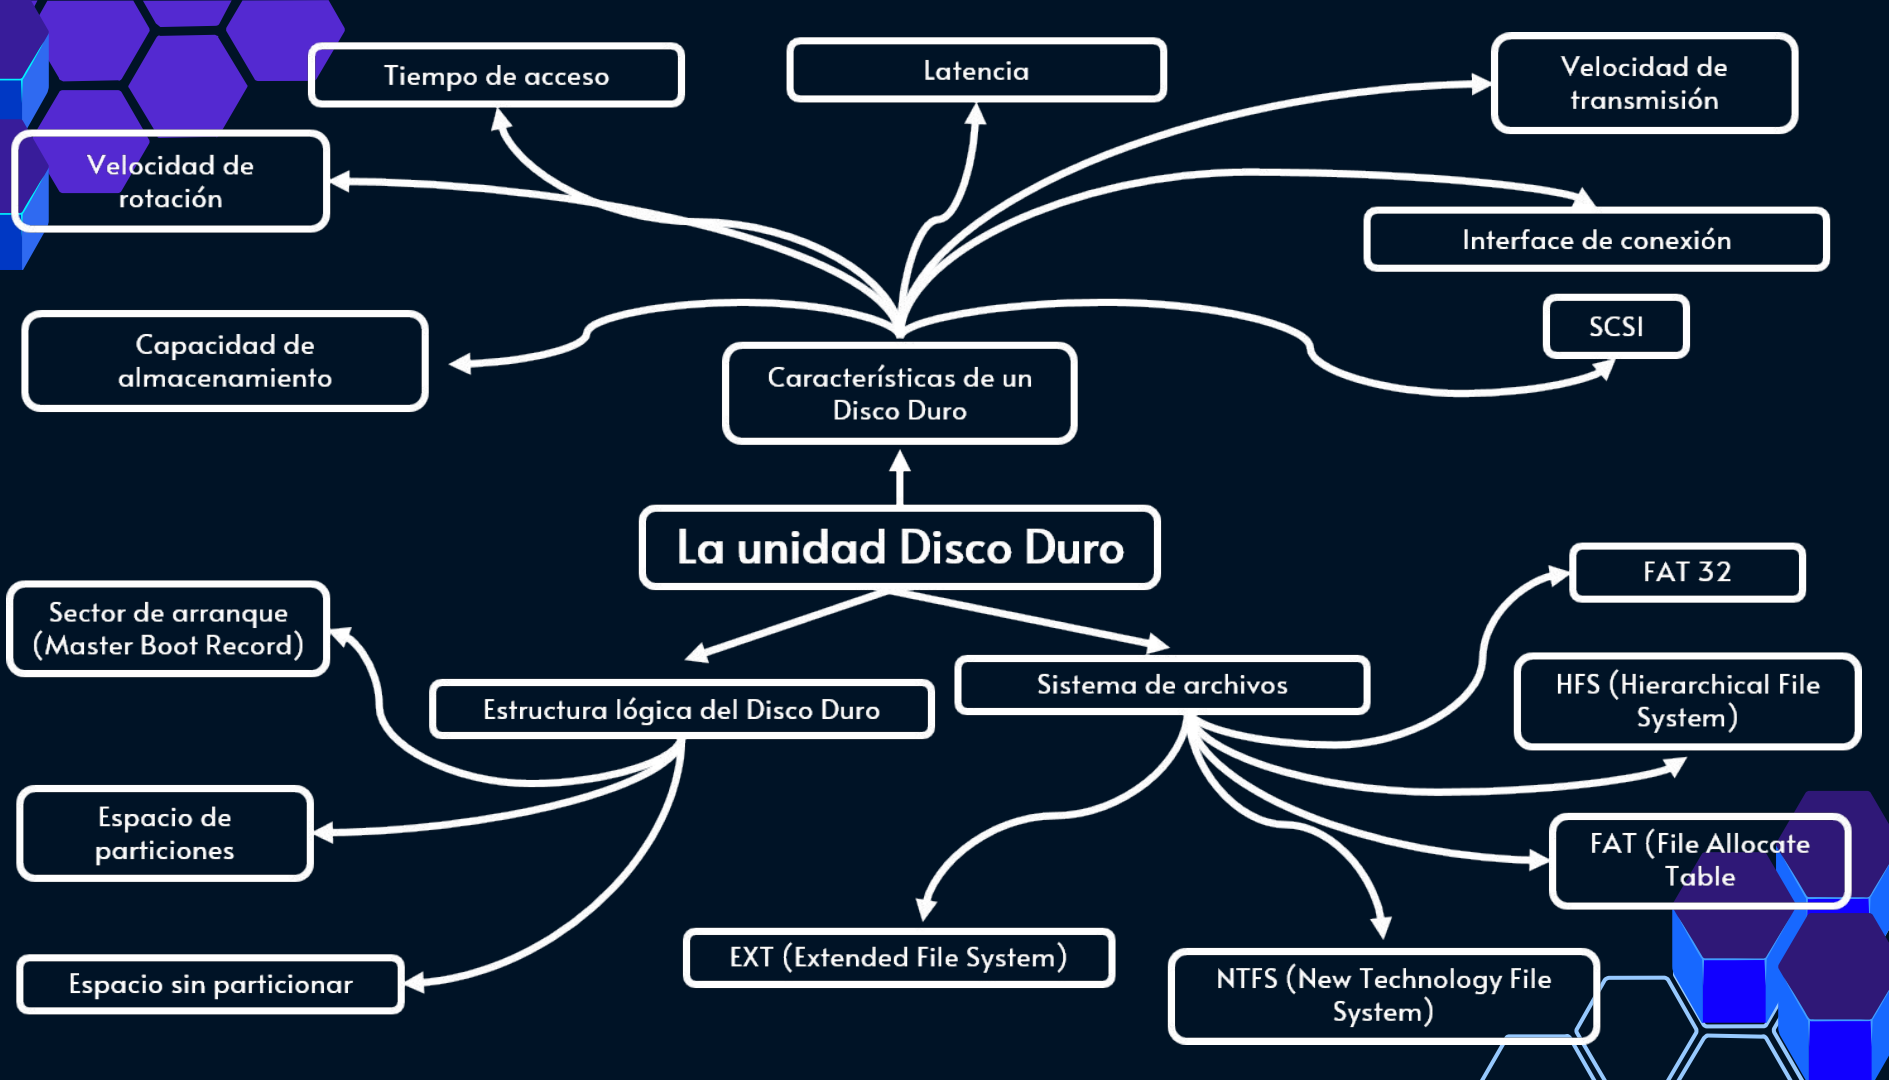 Tiempo de acceso
Latencia
Velocidad de
transmisión
Velocidad de
rotación
Interface de conexión
SCSI
Capacidad de
almacenamiento
Características de un
Disco Duro
La unidad Disco Duro
FAT 32
Sector de arranque
(Master Boot Record)
HFS (Hierarchical File
System)
Sistema de archivos
Estructura lógica del Disco Duro
Espacio de
particiones
FAT (File Allocate
Table
EXT (Extended File System)
Espacio sin particionar
NTFS (New Technology File
System)